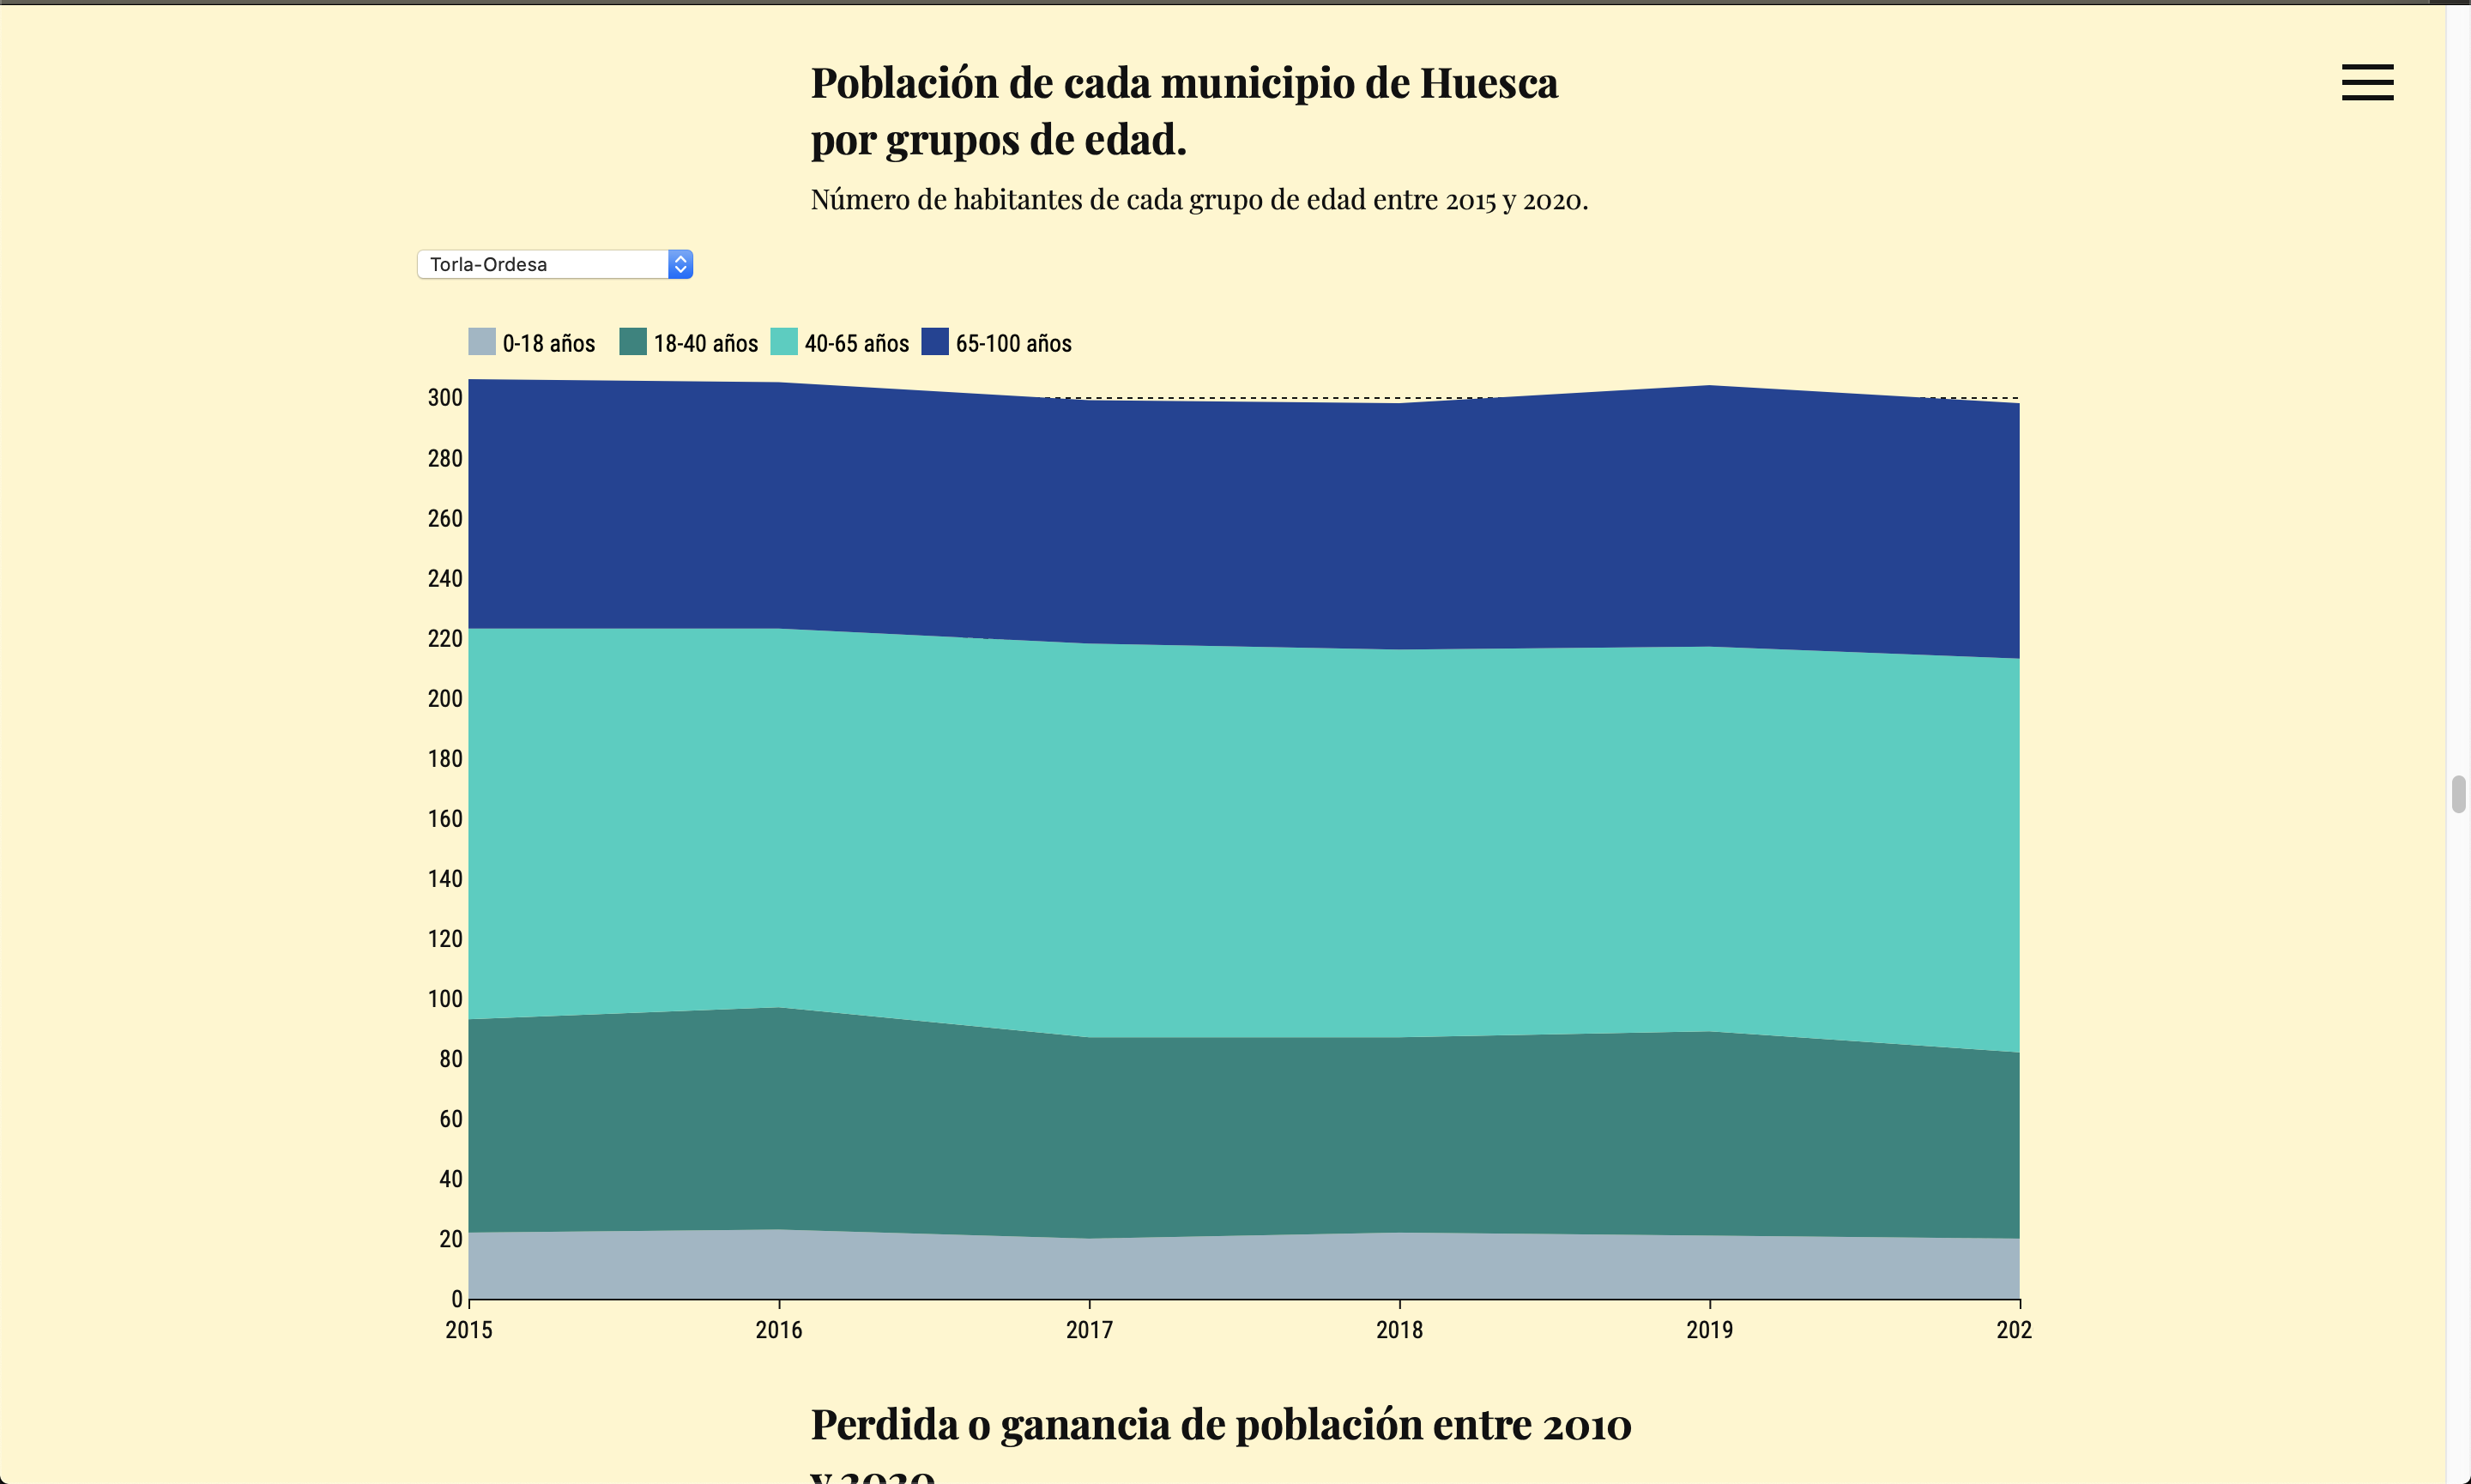 Población de cada municipio de Huesca
por grupos de edad.
Número de habitantes de cada grupo de edad entre 2015 y 2020.
Torla-Ordesa
0-18 años 18-40 años 40-65 años 65-100 años
300
280
260
240
220
200
180
160
140
120
100
80
60
40
20
0
2015 2016 2017 2018 2019 202
Perdida o ganancia de población entre 2010
y 2020